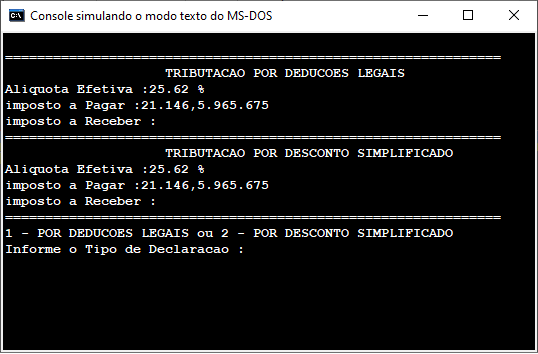 Console simulando o modo texto do MS-DOS
==============================================================
TRIBUTACAO POR DEDUCOES LEGAIS
Aliquota Efetiva :25.62 %
imposto a Pagar :21.146,5.965.675
imposto a Receber :
==============================================================
TRIBUTACAO POR DESCONTO SIMPLIFICADO
Aliquota Efetiva :25.62 %
imposto a Pagar :21.146,5.965.675
imposto a Receber :
==============================================================
1 - POR DEDUCOES LEGAIS ou 2 - POR DESCONTO SIMPLIFICADO
Informe o Tipo de Declaracao :